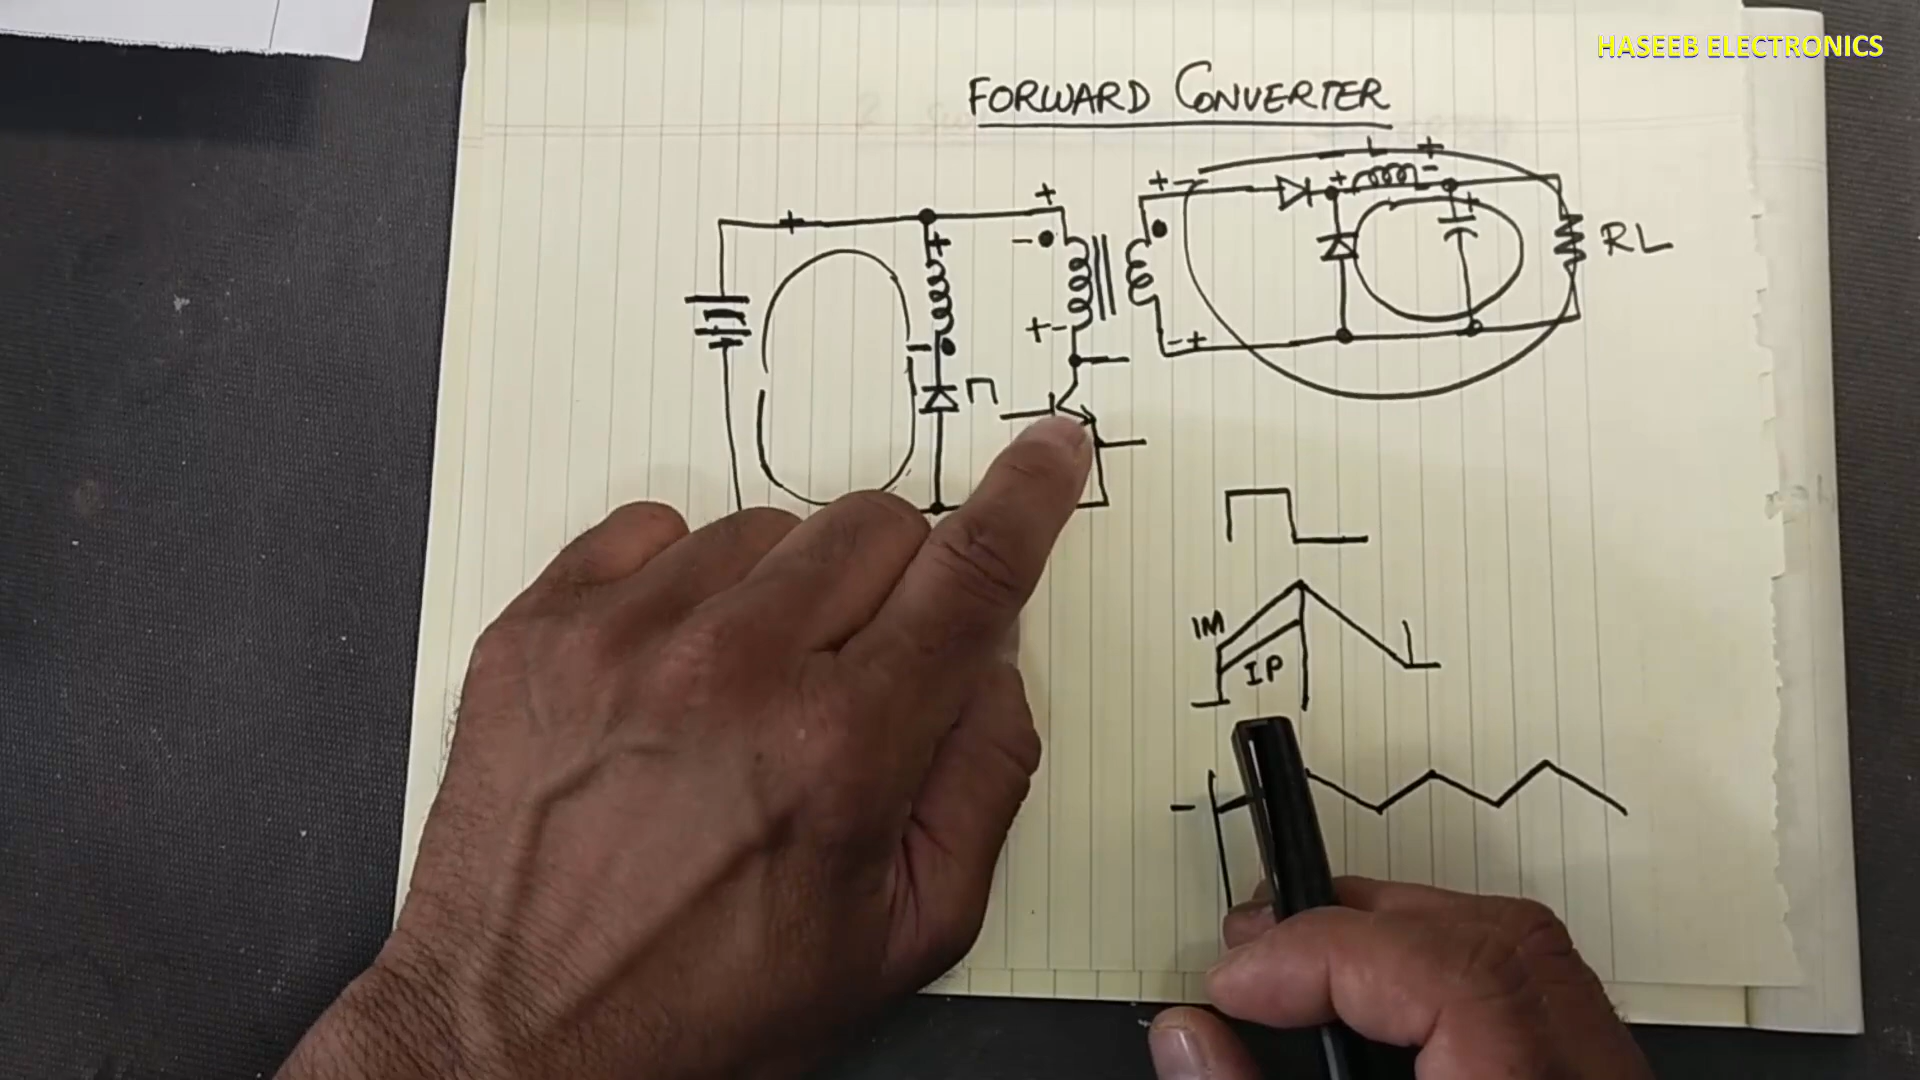 HASEEB ELECTRONICS
FORWARD CONVERTER
- L +
+ - + -
+ + +
+
- RL
+ -
- + - - +
IM
IP
-